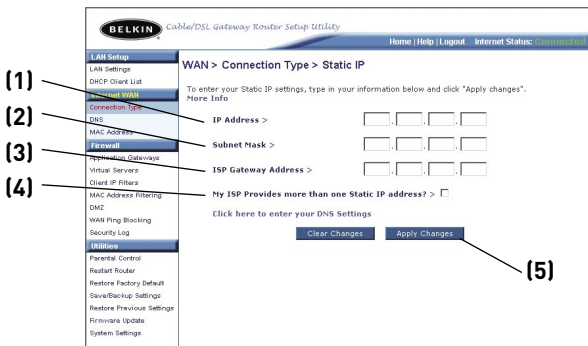 BELKIN Cable/DSL Gateway Router Setup Utility
Home | Help | Logout Internet Status: Connected
LAN Setup
LAN Settings
DHCP Client List
Internet WAN
Connection Type
DNS
MAC Address
Firewall
Application Gateways
Virtual Servers
Client IP Filters
MAC Address Filtering
DMZ
WAN Ping Blocking
Security Log
Utilities
Parental Control
Restart Router
Restore Factory Default
Save/Backup Settings
Restore Previous Settings
Firmware Update
System Settings
WAN > Connection Type > Static IP
To enter your Static IP settings, type in your information below and click "Apply changes".
More Info
(1) IP Address > . . .
(2) Subnet Mask > . . .
(3) ISP Gateway Address > . . .
(4) My ISP Provides more than one Static IP address? >
Click here to enter your DNS Settings
Clear Changes Apply Changes
(5)